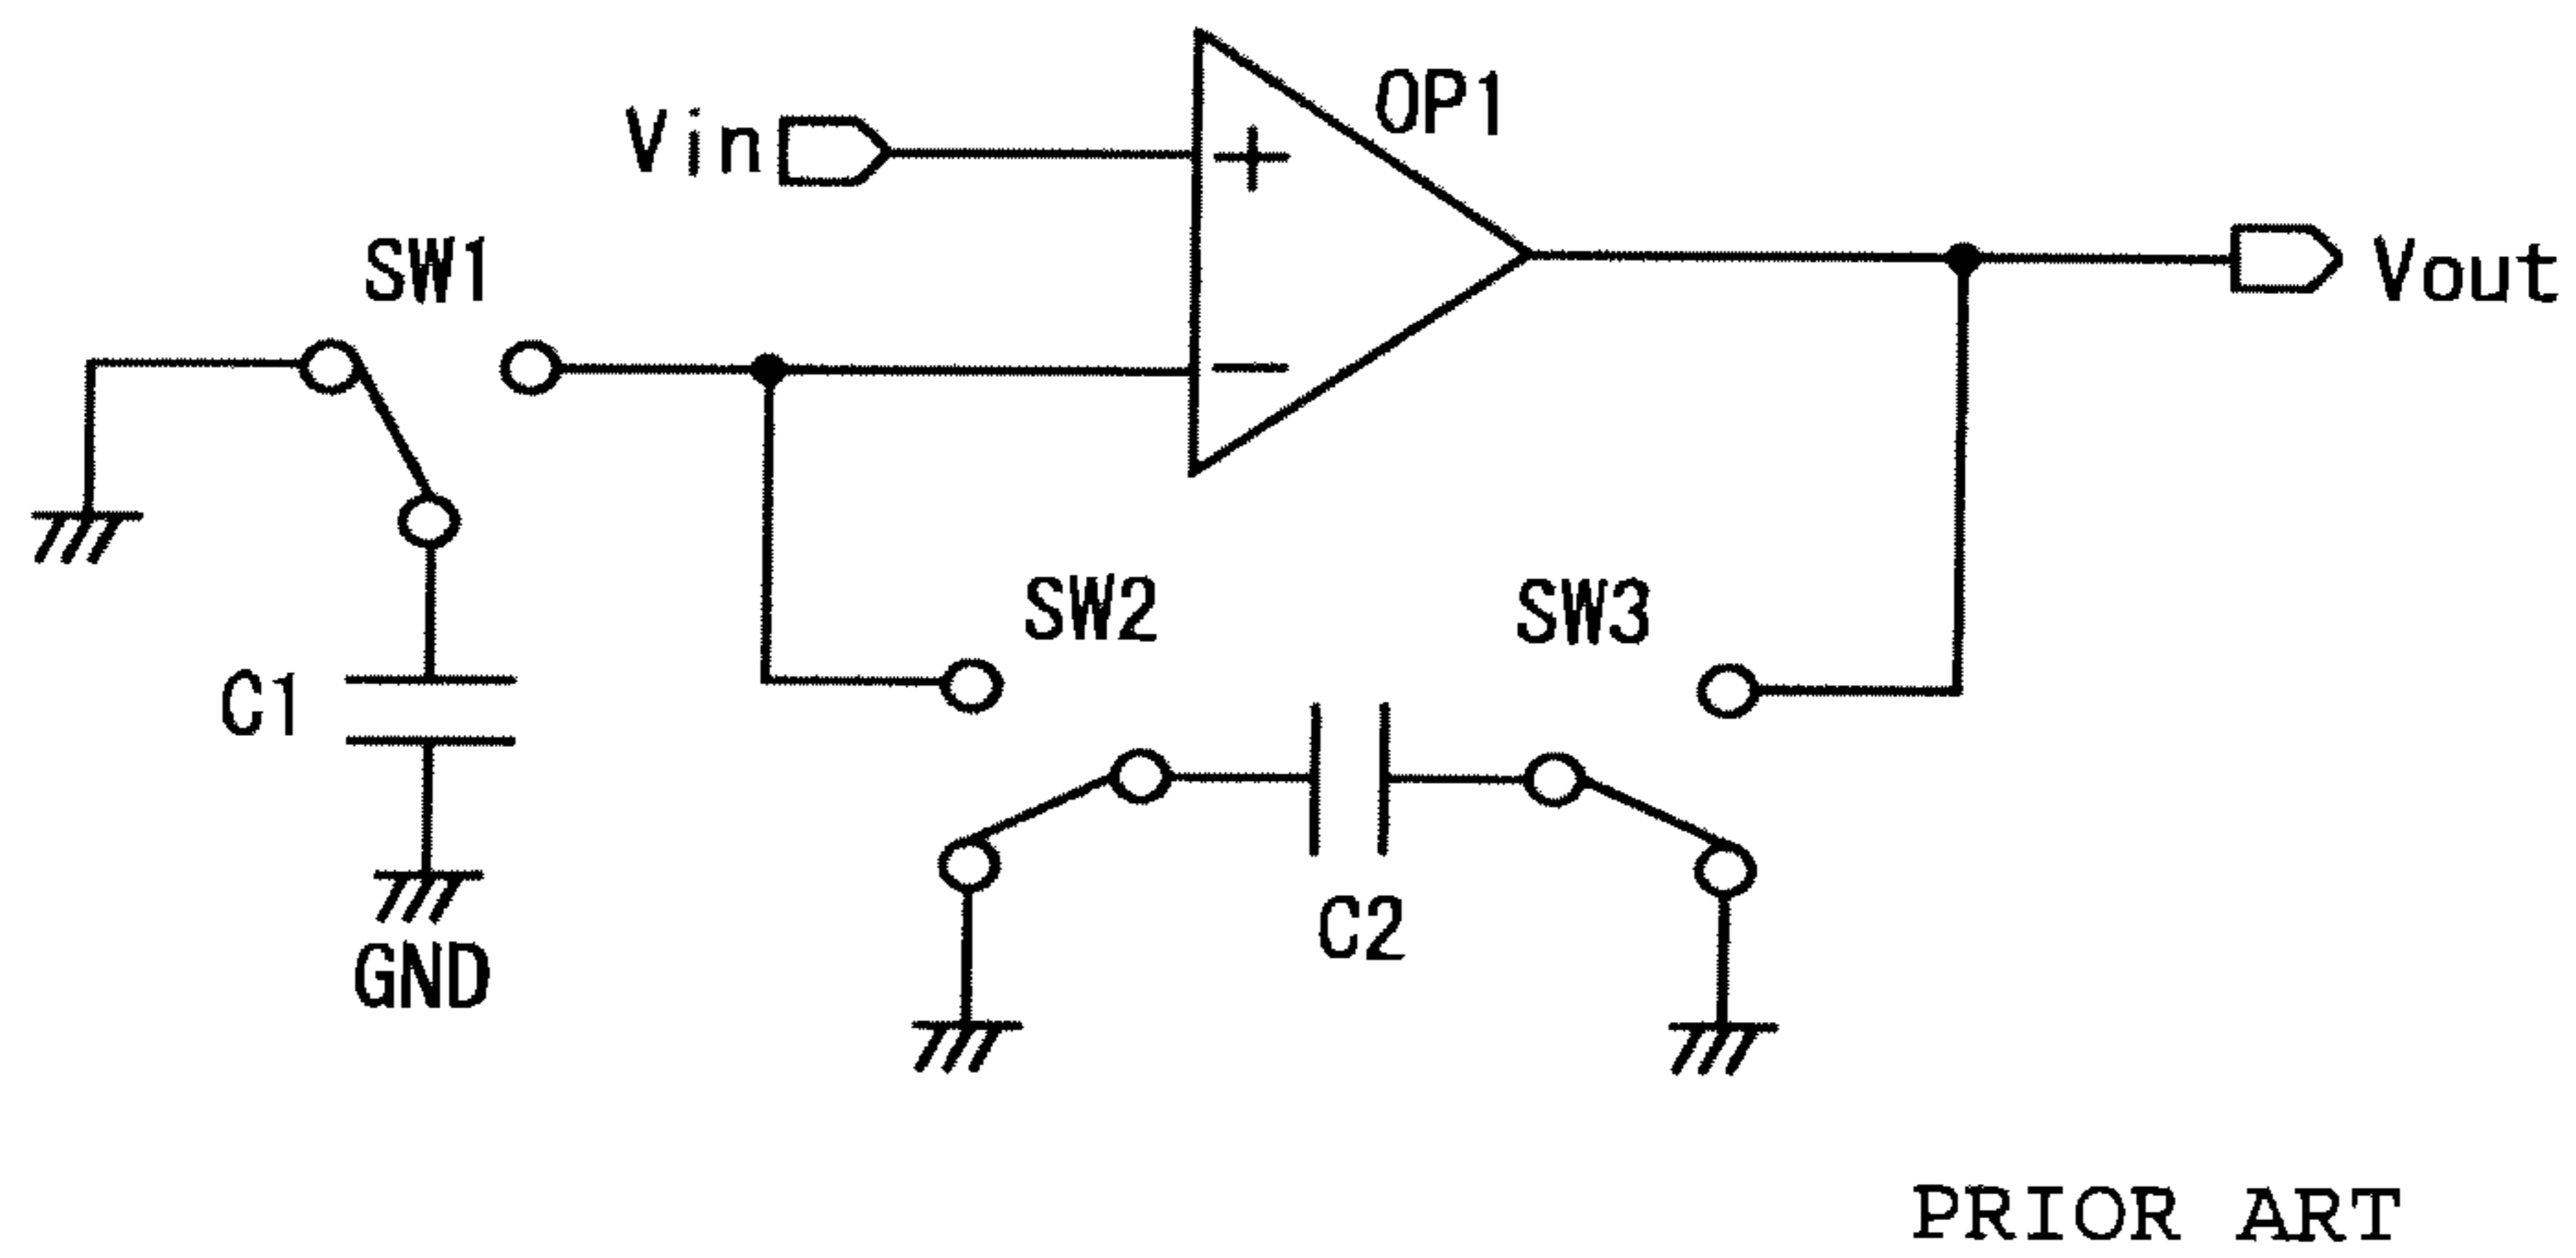 OP1
Vin
+
Vout
SW1
−
SW2
SW3
C1
C2
GND
PRIOR ART